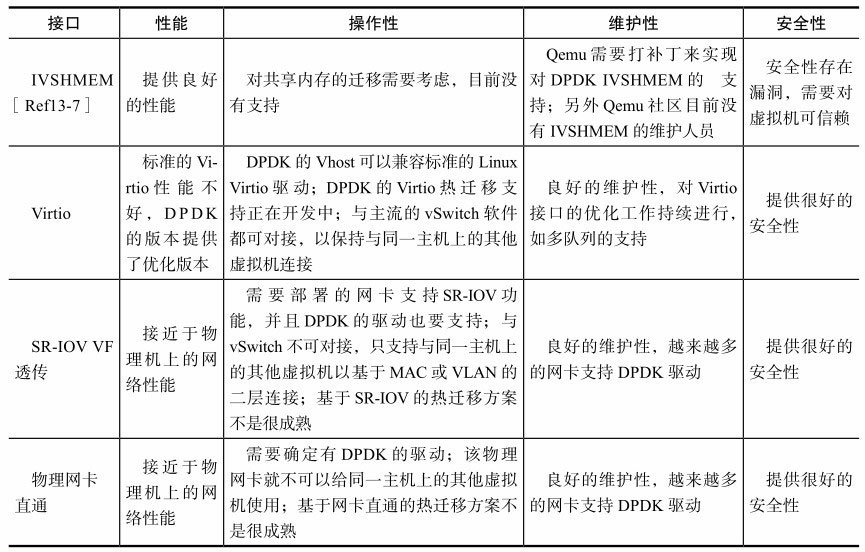 接口 性能 操作性 维护性 安全性
IVSHMEM
［Ref13-7］
提供良好
的性能
对共享内存的迁移需要考虑，目前没
有支持
Qemu 需要打补丁来实现
对 DPDK IVSHMEM 的 支
持；另外 Qemu 社区目前没
有 IVSHMEM 的维护人员
安全性存在
漏洞，需要对
虚拟机可信赖
Virtio
标准的 Vi-
rtio 性能不
好，DPDK
的版本提供
了优化版本
DPDK 的 Vhost 可以兼容标准的 Linux
Virtio 驱动；DPDK 的 Virtio 热迁移支
持正在开发中；与主流的 vSwitch 软件
都可对接，以保持与同一主机上的其他
虚拟机连接
良好的维护性，对 Virtio
接口的优化工作持续进行，
如多队列的支持
提供很好的
安全性
SR-IOV VF
透传
接近于物
理机上的网
络性能
需要部署的网卡支持 SR-IOV 功
能，并且 DPDK 的驱动也要支持；与
vSwitch 不可对接，只支持与同一主机上
的其他虚拟机以基于 MAC 或 VLAN 的
二层连接；基于 SR-IOV 的热迁移方案
不是很成熟
良好的维护性，越来越多
的网卡支持 DPDK 驱动
提供很好的
安全性
物理网卡
直通
接近于物
理机上的网
络性能
需要确定有 DPDK 的驱动；该物理
网卡就不可以给同一主机上的其他虚拟
机使用；基于网卡直通的热迁移方案不
是很成熟
良好的维护性，越来越多
的网卡支持 DPDK 驱动
提供很好的
安全性